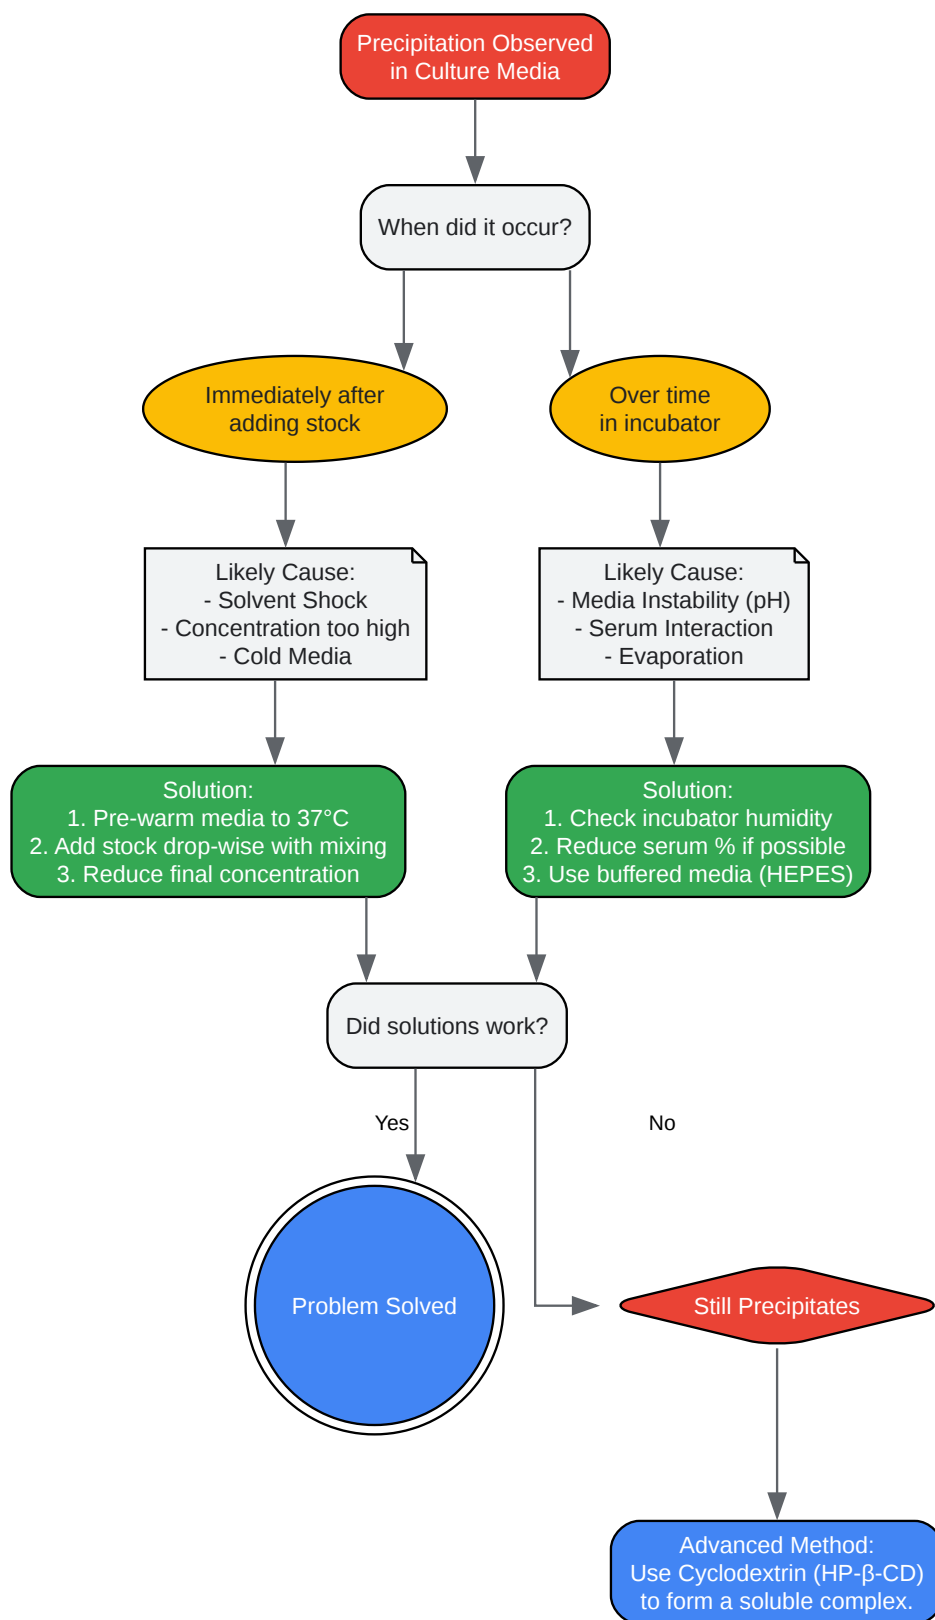 Precipitation Observed
in Culture Media
When did it occur?
Immediately after
adding stock
Over time
in incubator
Likely Cause:
- Solvent Shock
- Concentration too high
- Cold Media
Likely Cause:
- Media Instability (pH)
- Serum Interaction
- Evaporation
Solution:
1. Pre-warm media to 37°C
2. Add stock drop-wise with mixing
3. Reduce final concentration
Solution:
1. Check incubator humidity
2. Reduce serum % if possible
3. Use buffered media (HEPES)
Did solutions work?
Yes
No
Problem Solved
Still Precipitates
Advanced Method:
Use Cyclodextrin (HP-β-CD)
to form a soluble complex.